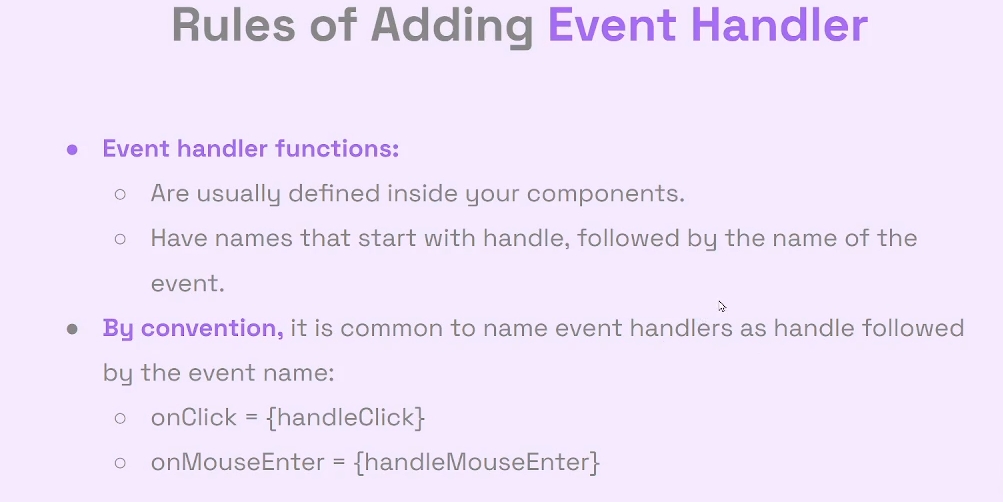 Rules of Adding Event Handler
Event handler functions:
Are usually defined inside your components.
Have names that start with handle, followed by the name of the
event.
By convention, it is common to name event handlers as handle followed
by the event name:
onClick = {handleClick}
onMouseEnter = {handleMouseEnter}